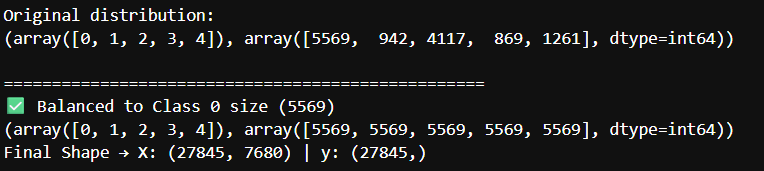 Original distribution:
(array([0, 1, 2, 3, 4]), array([5569,  942, 4117,  869, 1261], dtype=int64))
==================================================
✅ Balanced to Class 0 size (5569)
(array([0, 1, 2, 3, 4]), array([5569, 5569, 5569, 5569, 5569], dtype=int64))
Final Shape → X: (27845, 7680) | y: (27845,)